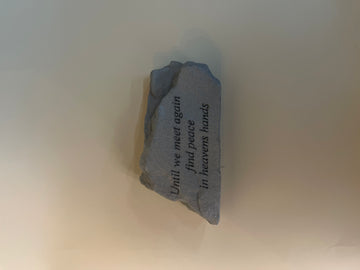 Until we meet again
find peace
in heavens hands